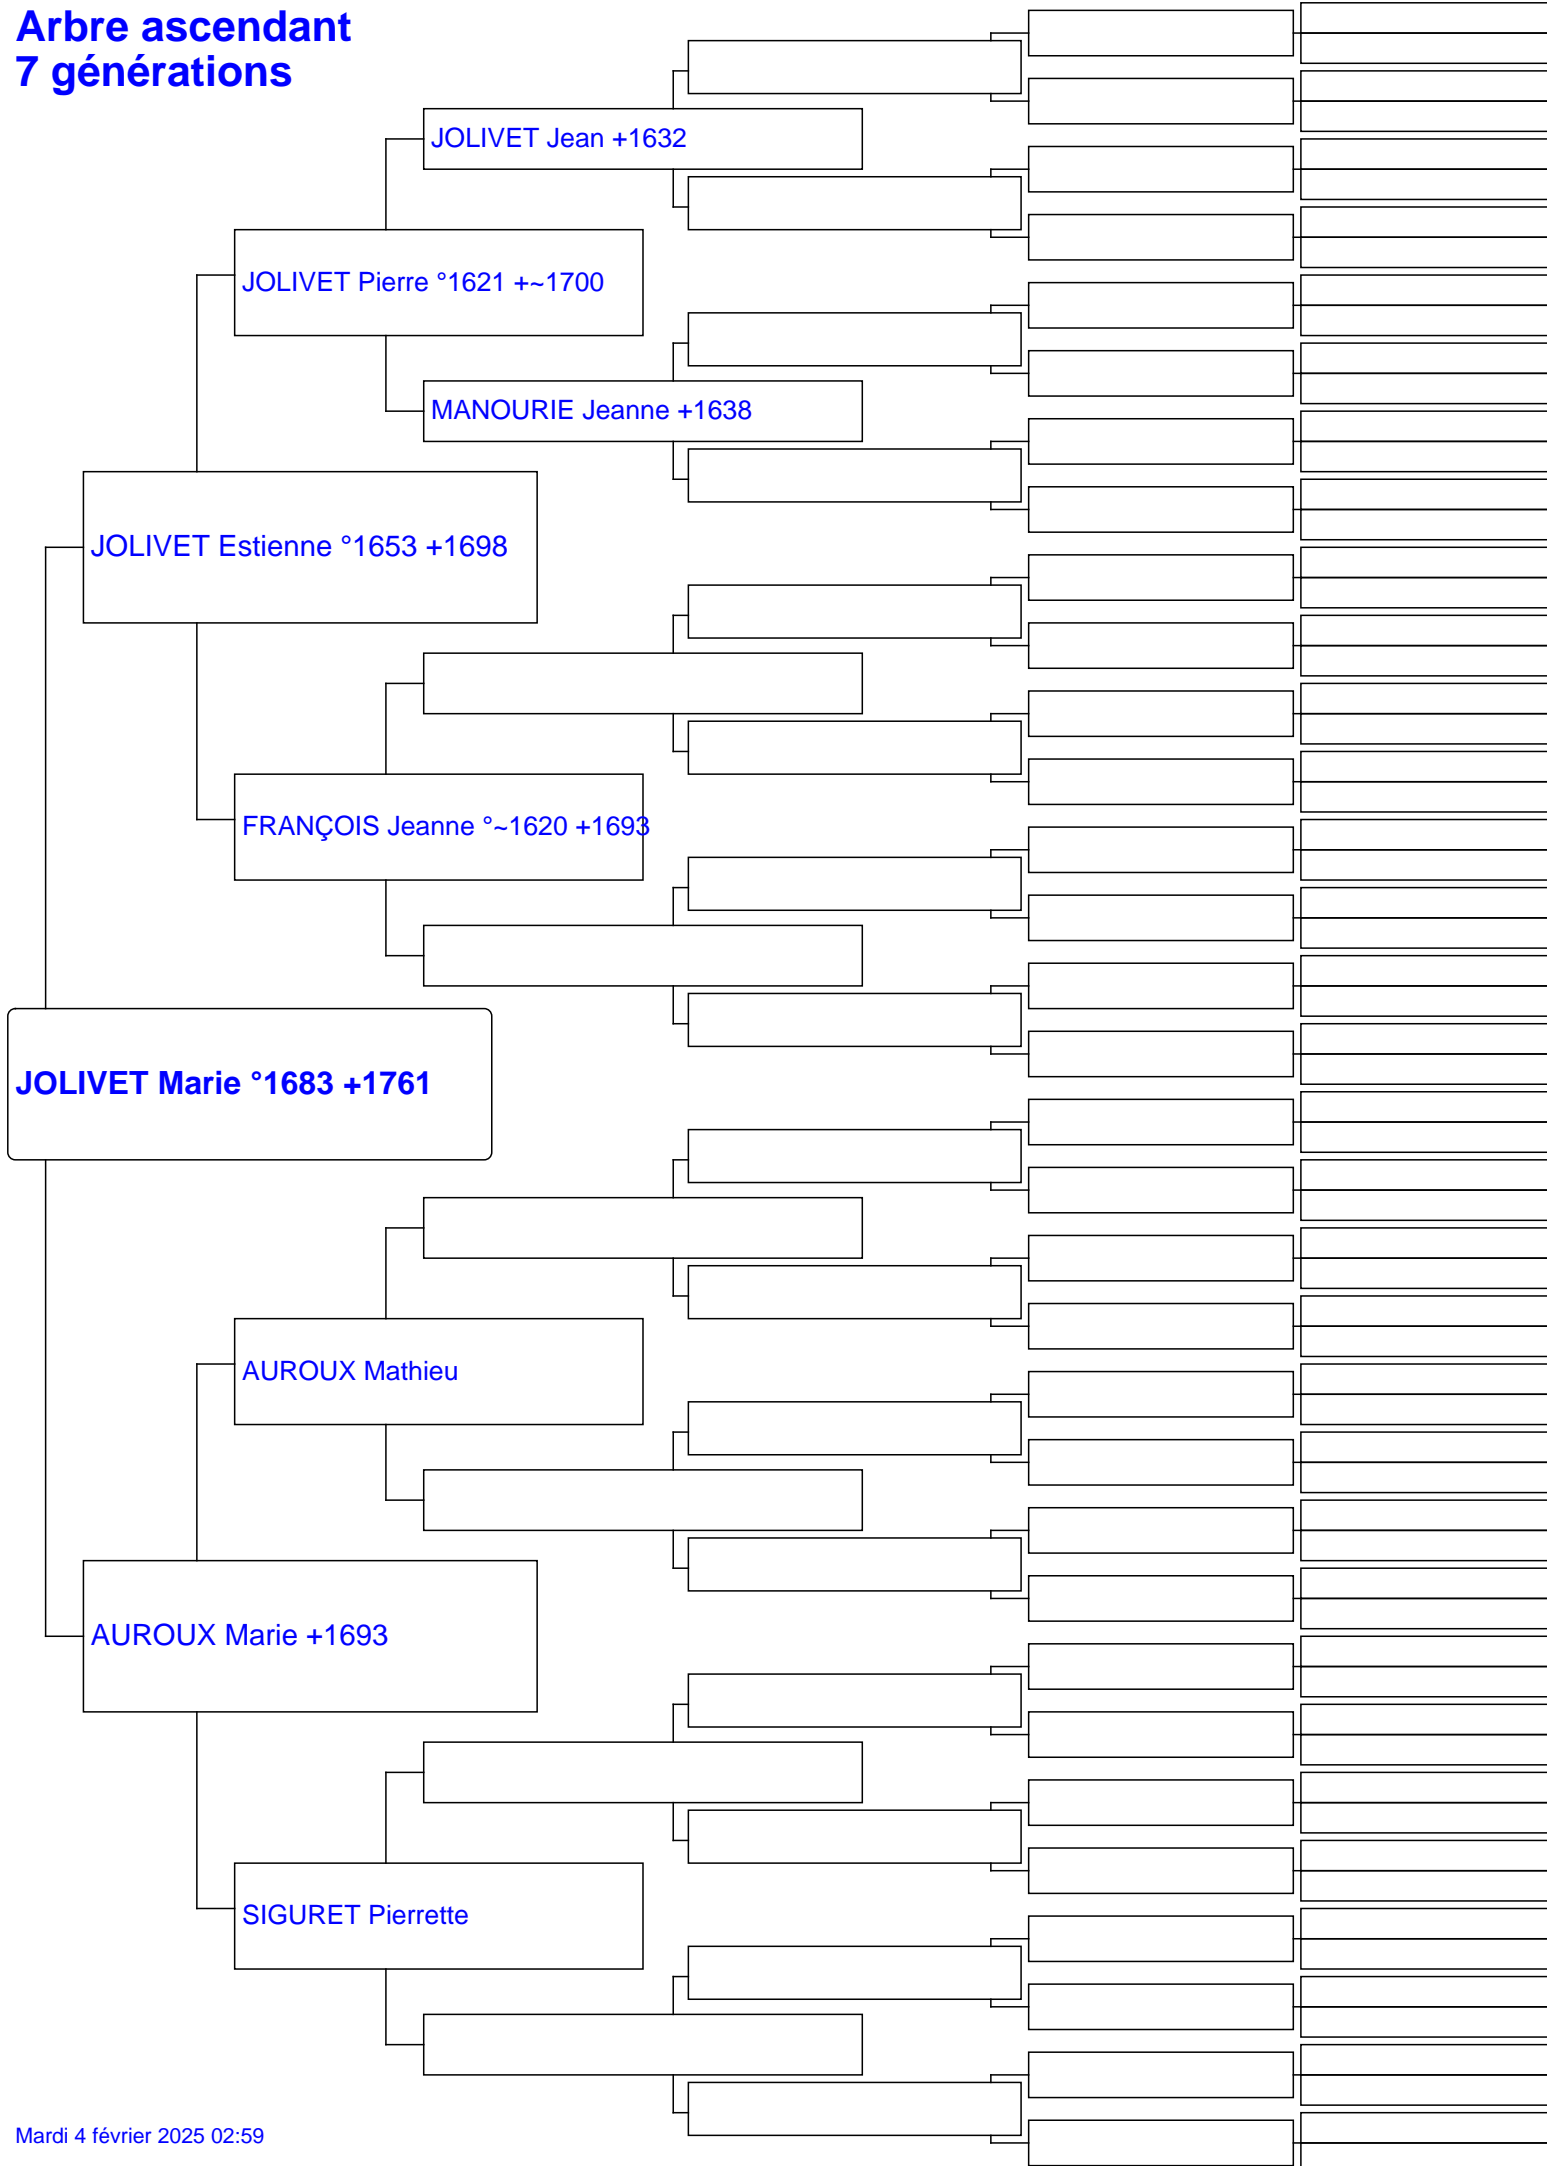 Arbre ascendant
7 générations
JOLIVET Jean +1632
JOLIVET Pierre °1621 +~1700
MANOURIE Jeanne +1638
JOLIVET Estienne °1653 +1698
FRANÇOIS Jeanne °~1620 +1693
JOLIVET Marie °1683 +1761
AUROUX Mathieu
AUROUX Marie +1693
SIGURET Pierrette
Mardi 4 février 2025 02:59